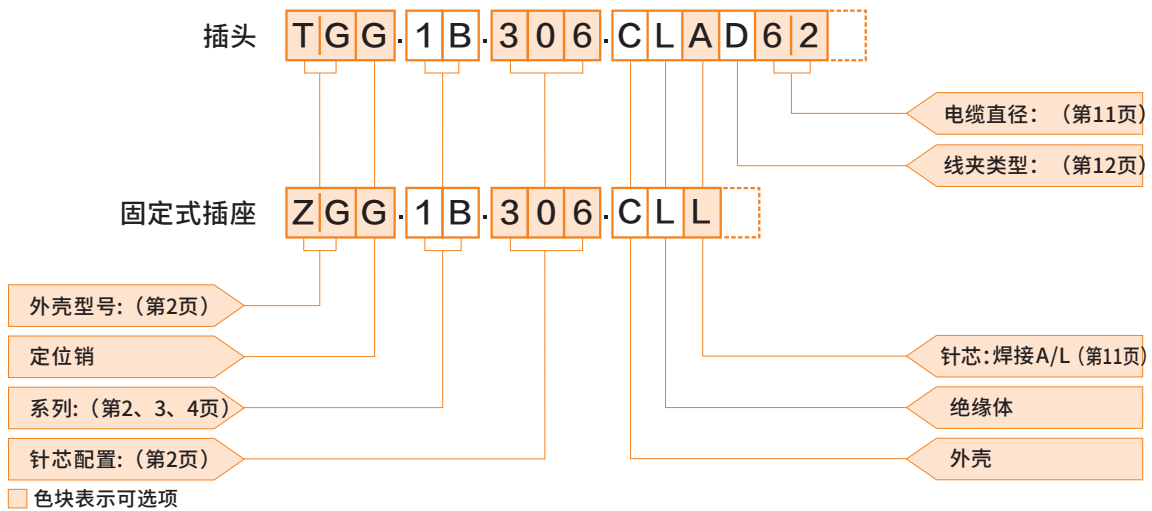 插头 TGG.1B.306.CLAD62
电缆直径：（第11页）
线夹类型：（第12页）
固定式插座 ZGG.1B.306.CLL
外壳型号:（第2页）
定位销
系列:（第2、3、4页）
针芯配置:（第2页）
针芯:焊接A/L（第11页）
绝缘体
外壳
色块表示可选项